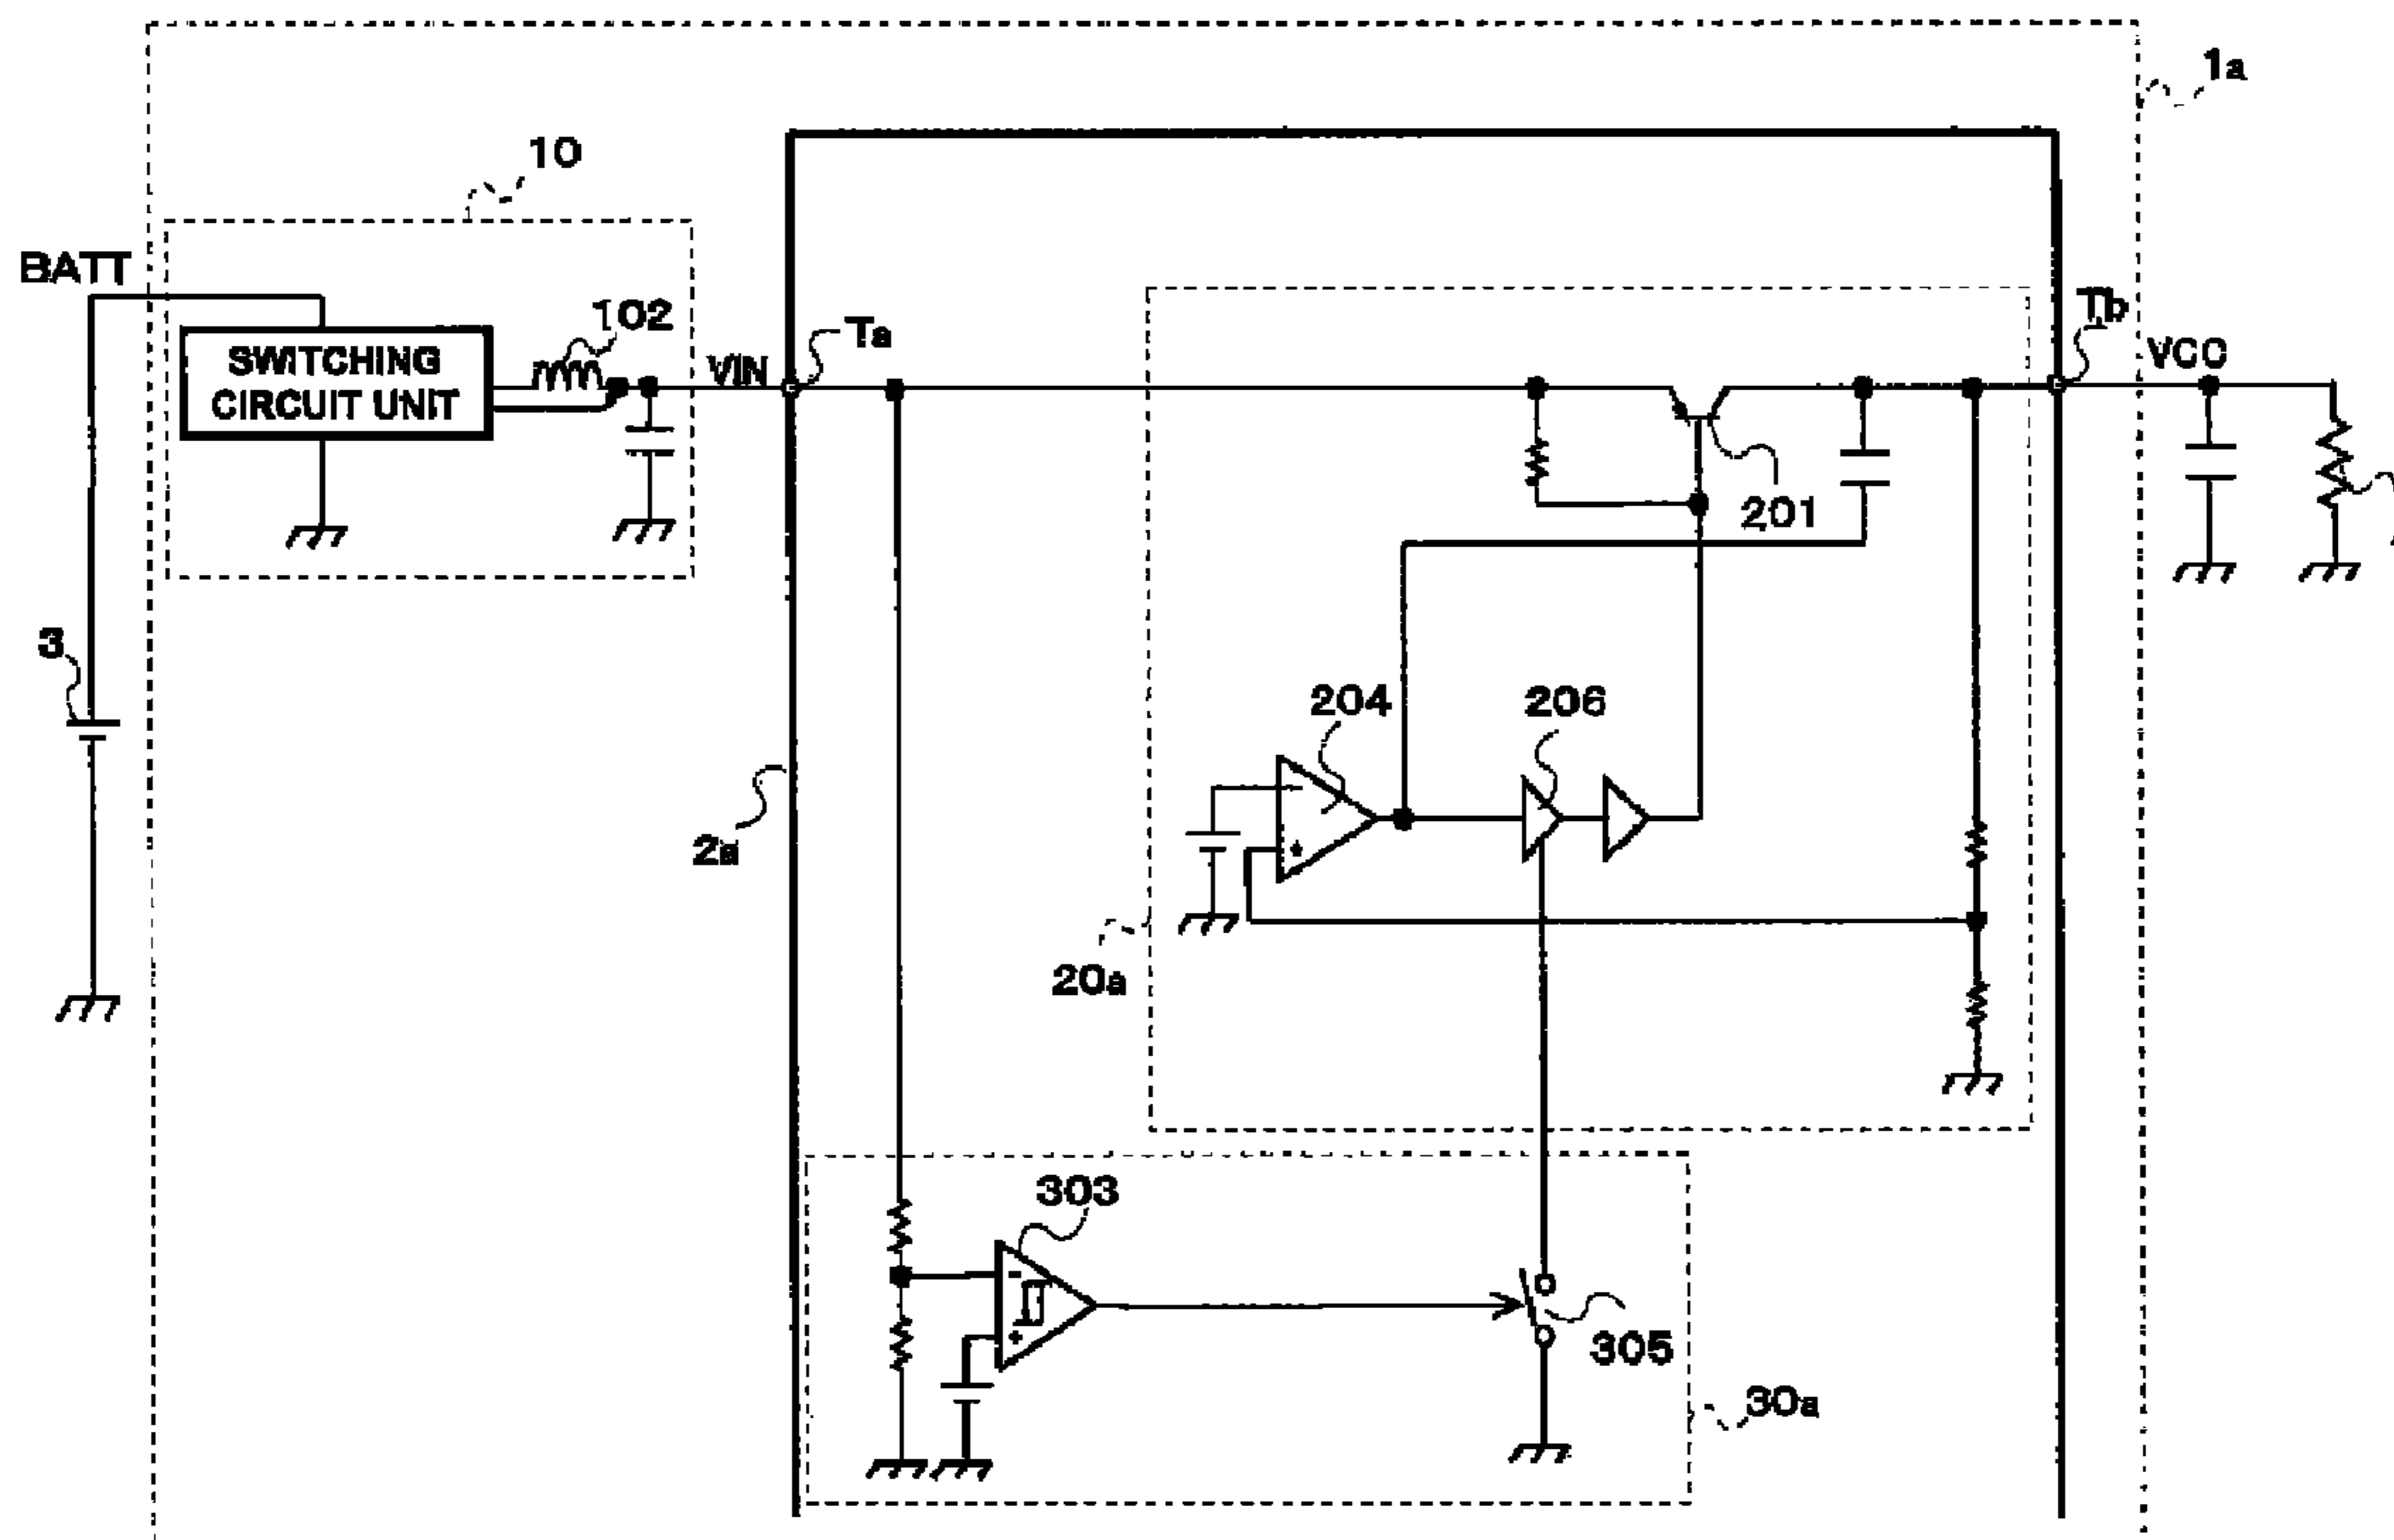 1a
10
BATT
102
SWITCHING
CIRCUIT UNIT
VIN
Ta
Tb
VCC
201
3
204
206
2a
20a
303
-
+
305
30a